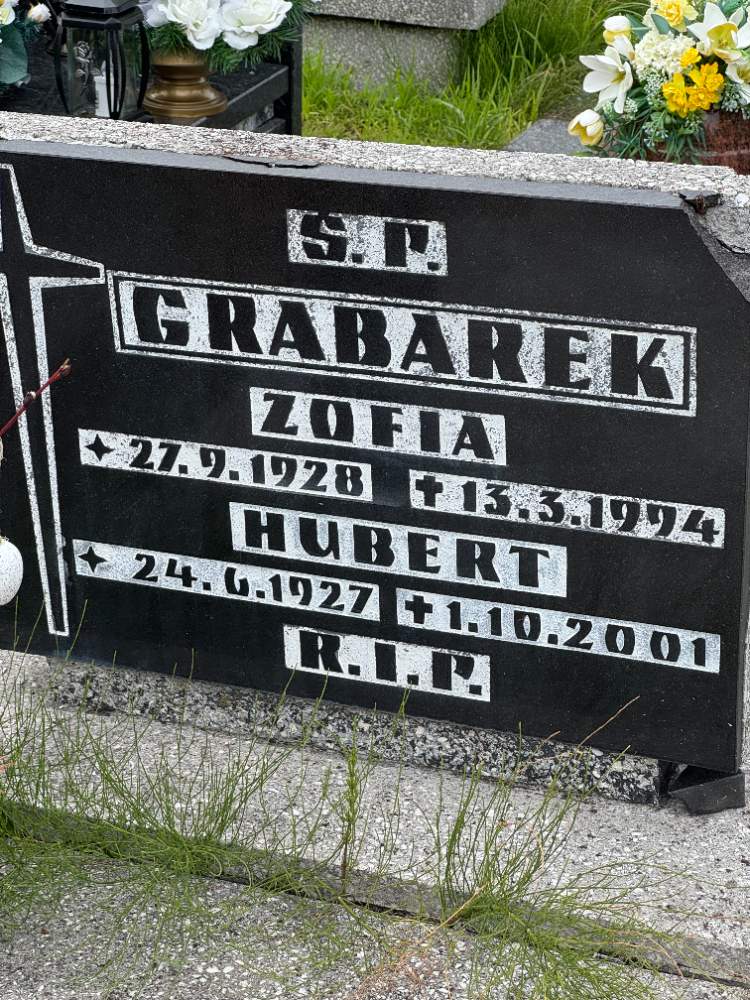 Ś. P.
GRABAREK
ZOFIA
✦ 27.9.1928 ✝ 13.3.1994
HUBERT
✦ 24.6.1927 ✝ 1.10.2001
R.I.P.